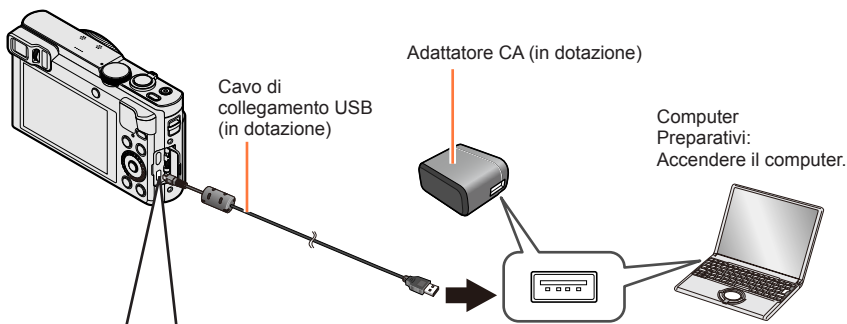 Adattatore CA (in dotazione)
Cavo di
collegamento USB
(in dotazione)
Computer
Preparativi:
Accendere il computer.